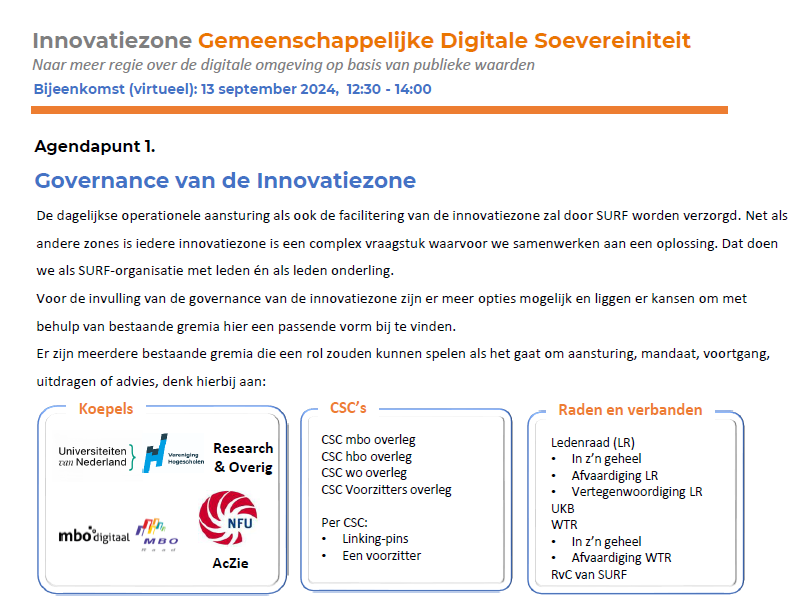 Innovatiezone Gemeenschappelijke Digitale Soevereiniteit
Naar meer regie over de digitale omgeving op basis van publieke waarden
Bijeenkomst (virtueel): 13 september 2024, 12:30 - 14:00
Agendapunt 1.
Governance van de Innovatiezone
De dagelijkse operationele aansturing als ook de facilitering van de innovatiezone zal door SURF worden verzorgd. Net als
andere zones is iedere innovatiezone is een complex vraagstuk waarvoor we samenwerken aan een oplossing. Dat doen
we als SURF-organisatie met leden én als leden onderling.
Voor de invulling van de governance van de innovatiezone zijn er meer opties mogelijk en liggen er kansen om met
behulp van bestaande gremia hier een passende vorm bij te vinden.
Er zijn meerdere bestaande gremia die een rol zouden kunnen spelen als het gaat om aansturing, mandaat, voortgang,
uitdragen of advies, denk hierbij aan:
Koepels
Universiteiten
van Nederland
Vereniging
Hogescholen
Research
& Overig
mbo digitaal
MBO
Raad
NFU
AcZie
CSC's
CSC mbo overleg
CSC hbo overleg
CSC wo overleg
CSC Voorzitters overleg
Per CSC:
• Linking-pins
• Een voorzitter
Raden en verbanden
Ledenraad (LR)
• In z'n geheel
• Afvaardiging LR
• Vertegenwoordiging LR
UKB
WTR
• In z'n geheel
• Afvaardiging WTR
RvC van SURF